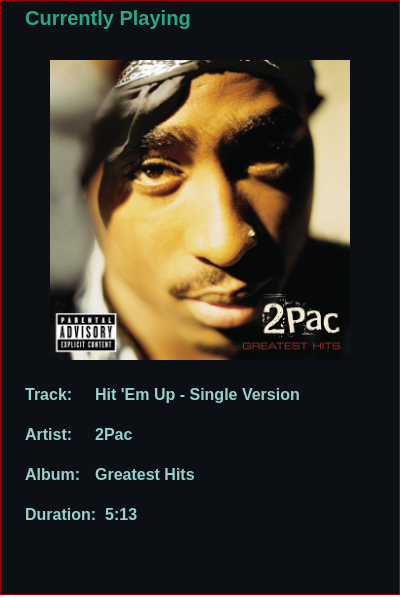 Currently Playing
PARENTAL
ADVISORY
EXPLICIT CONTENT
2Pac
GREATEST HITS
Track: Hit 'Em Up - Single Version
Artist: 2Pac
Album: Greatest Hits
Duration: 5:13